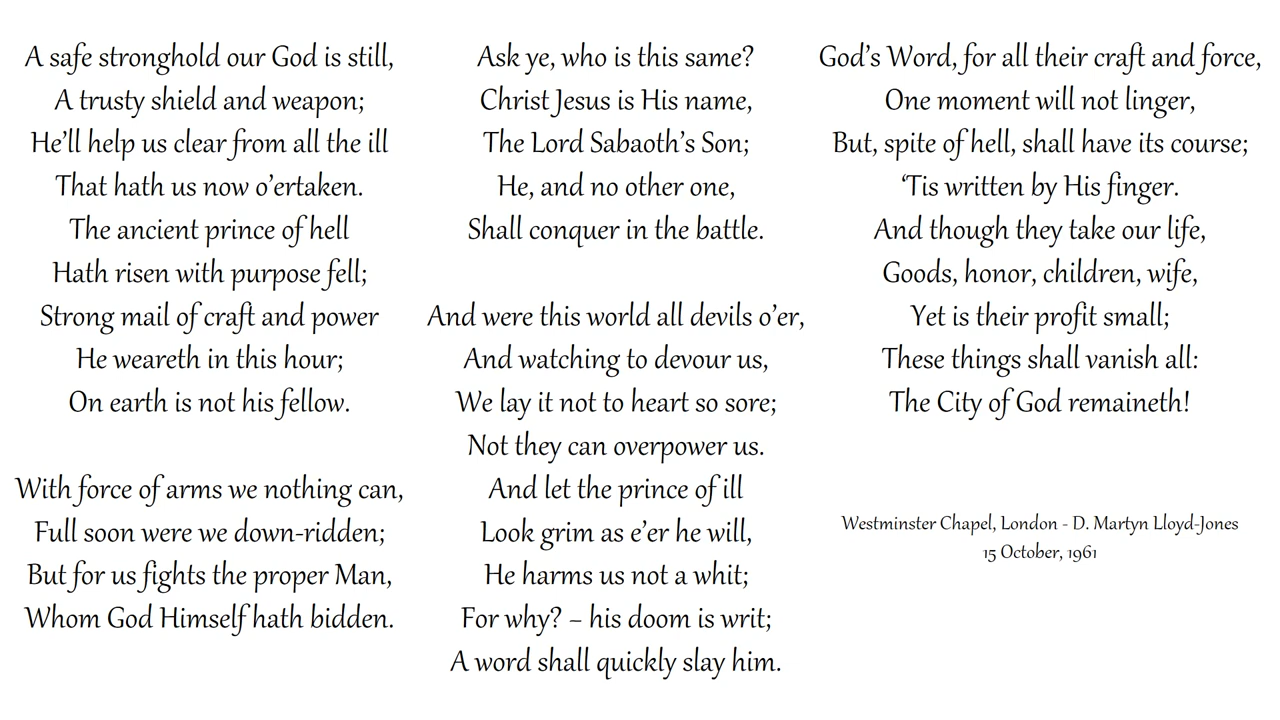 A safe stronghold our God is still,
A trusty shield and weapon;
He’ll help us clear from all the ill
That hath us now o’ertaken.
The ancient prince of hell
Hath risen with purpose fell;
Strong mail of craft and power
He weareth in this hour;
On earth is not his fellow.
With force of arms we nothing can,
Full soon were we down-ridden;
But for us fights the proper Man,
Whom God Himself hath bidden.
Ask ye, who is this same?
Christ Jesus is His name,
The Lord Sabaoth’s Son;
He, and no other one,
Shall conquer in the battle.
And were this world all devils o’er,
And watching to devour us,
We lay it not to heart so sore;
Not they can overpower us.
And let the prince of ill
Look grim as e’er he will,
He harms us not a whit;
For why? – his doom is writ;
A word shall quickly slay him.
God’s Word, for all their craft and force,
One moment will not linger,
But, spite of hell, shall have its course;
‘Tis written by His finger.
And though they take our life,
Goods, honor, children, wife,
Yet is their profit small;
These things shall vanish all:
The City of God remaineth!
Westminster Chapel, London - D. Martyn Lloyd-Jones
15 October, 1961